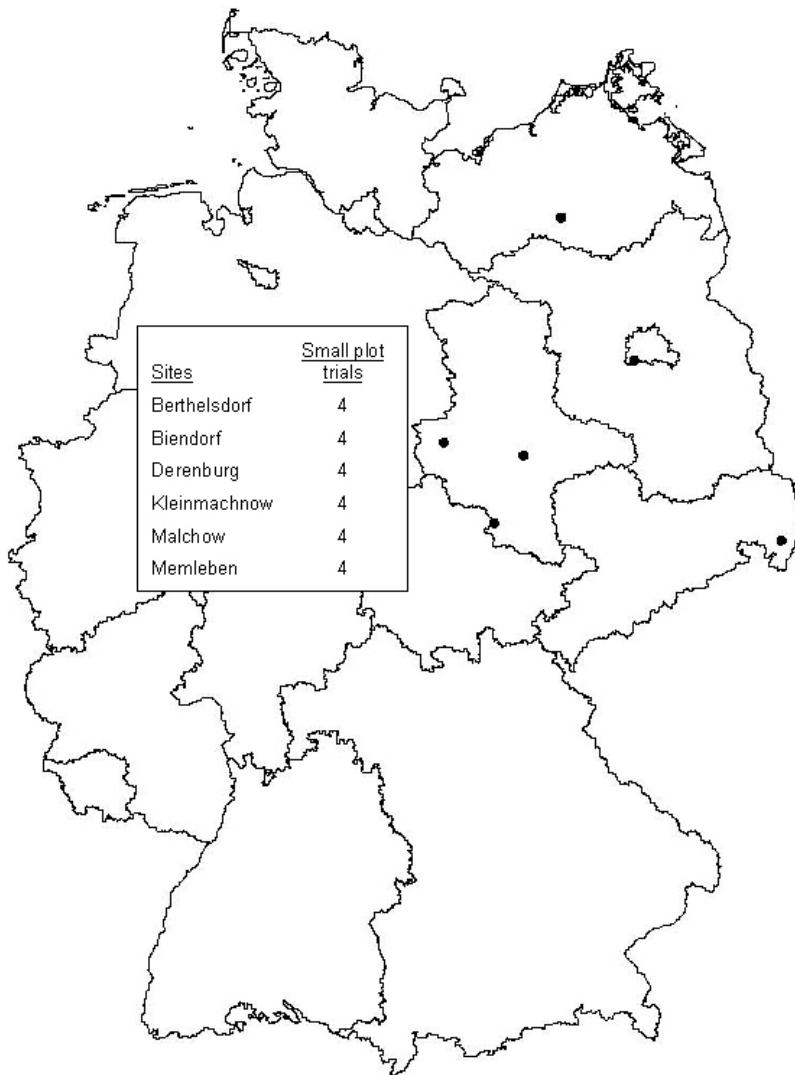 Small plot
Sites trials
Berthelsdorf 4
Biendorf 4
Derenburg 4
Kleinmachnow 4
Malchow 4
Memleben 4